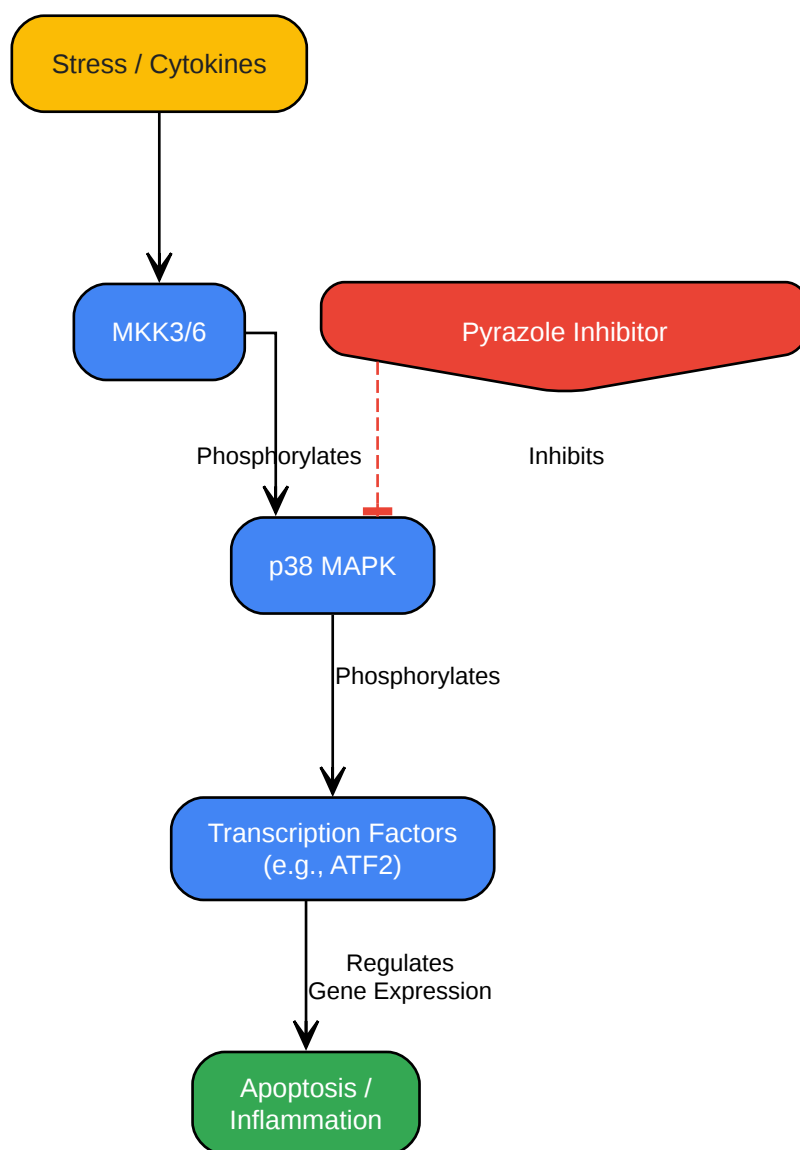 Stress / Cytokines
MKK3/6
Pyrazole Inhibitor
Phosphorylates
Inhibits
p38 MAPK
Phosphorylates
Transcription Factors
(e.g., ATF2)
Regulates
Gene Expression
Apoptosis /
Inflammation